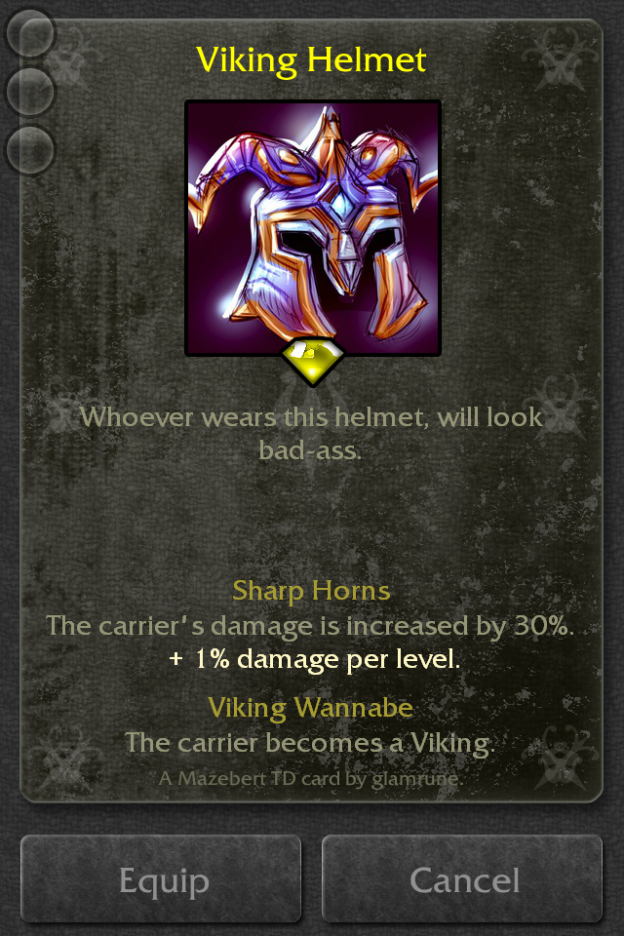 Viking Helmet
Whoever wears this helmet, will look
bad-ass.
Sharp Horns
The carrier's damage is increased by 30%.
+ 1% damage per level.
Viking Wannabe
The carrier becomes a Viking.
A Mazebert TD card by glamrune.
Equip
Cancel